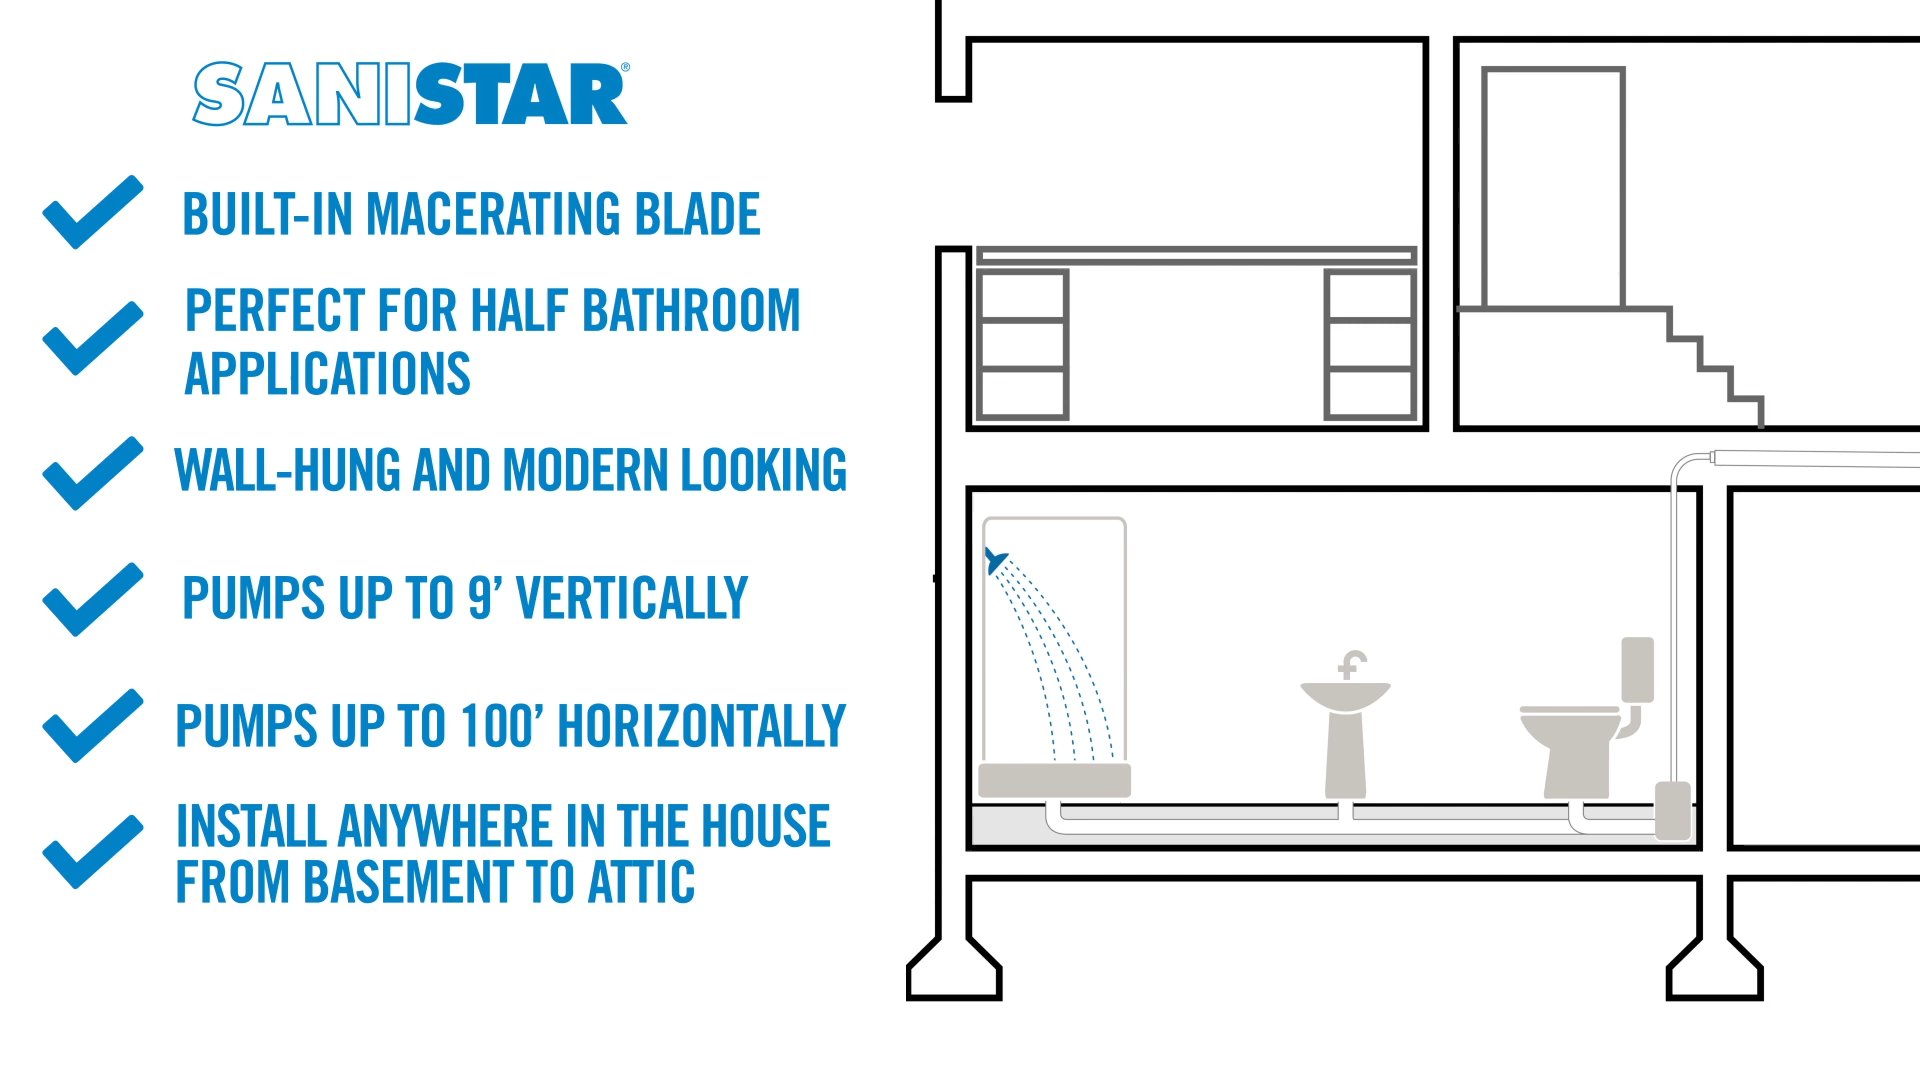 SANISTAR®
BUILT-IN MACERATING BLADE
PERFECT FOR HALF BATHROOM
APPLICATIONS
WALL-HUNG AND MODERN LOOKING
PUMPS UP TO 9’ VERTICALLY
PUMPS UP TO 100’ HORIZONTALLY
INSTALL ANYWHERE IN THE HOUSE
FROM BASEMENT TO ATTIC